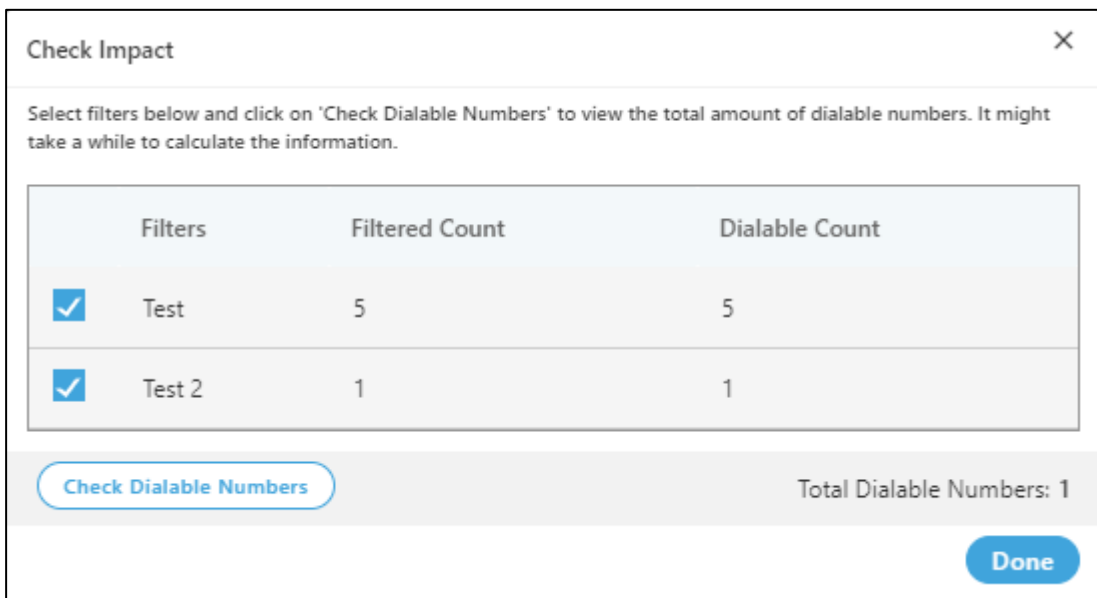 Check Impact
Select filters below and click on 'Check Dialable Numbers' to view the total amount of dialable numbers. It might
take a while to calculate the information.
Filters Filtered Count Dialable Count
Test 5 5
Test 2 1 1
Check Dialable Numbers Total Dialable Numbers: 1
Done